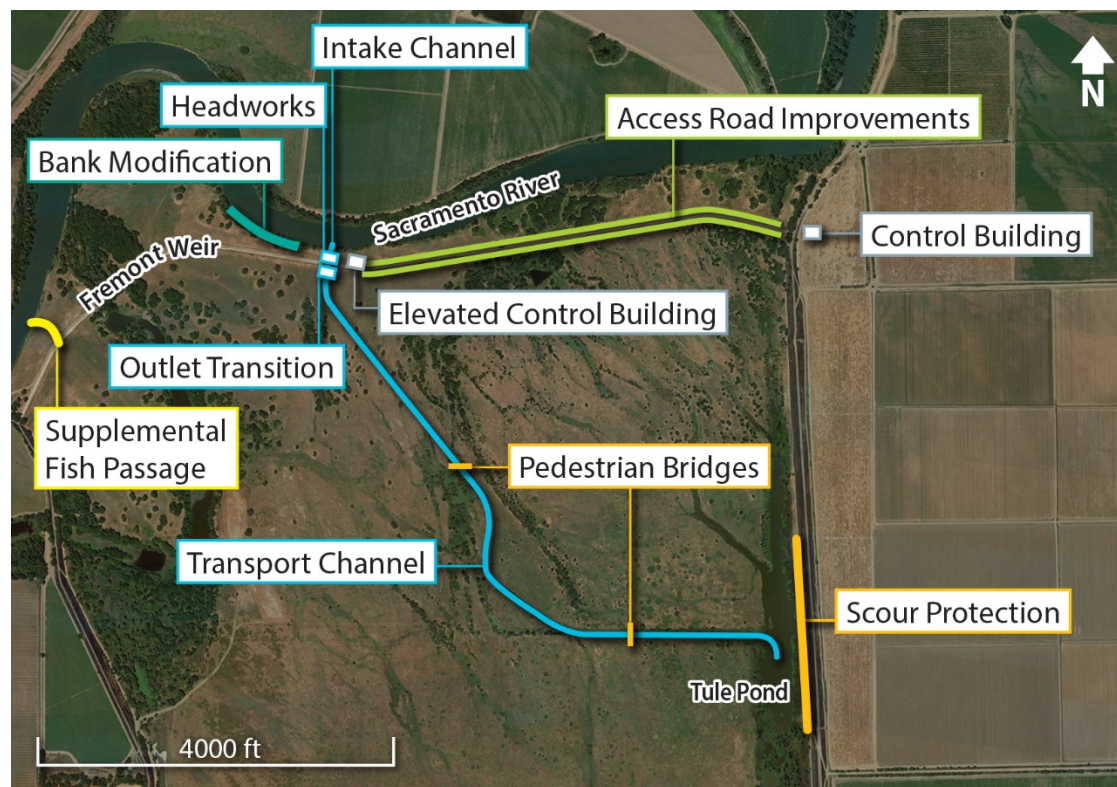 Intake Channel
N
Headworks
Access Road Improvements
Bank Modification
Sacramento River
Control Building
Fremont Weir
Elevated Control Building
Outlet Transition
Supplemental
Fish Passage
Pedestrian Bridges
Transport Channel
Scour Protection
Tule Pond
4000 ft